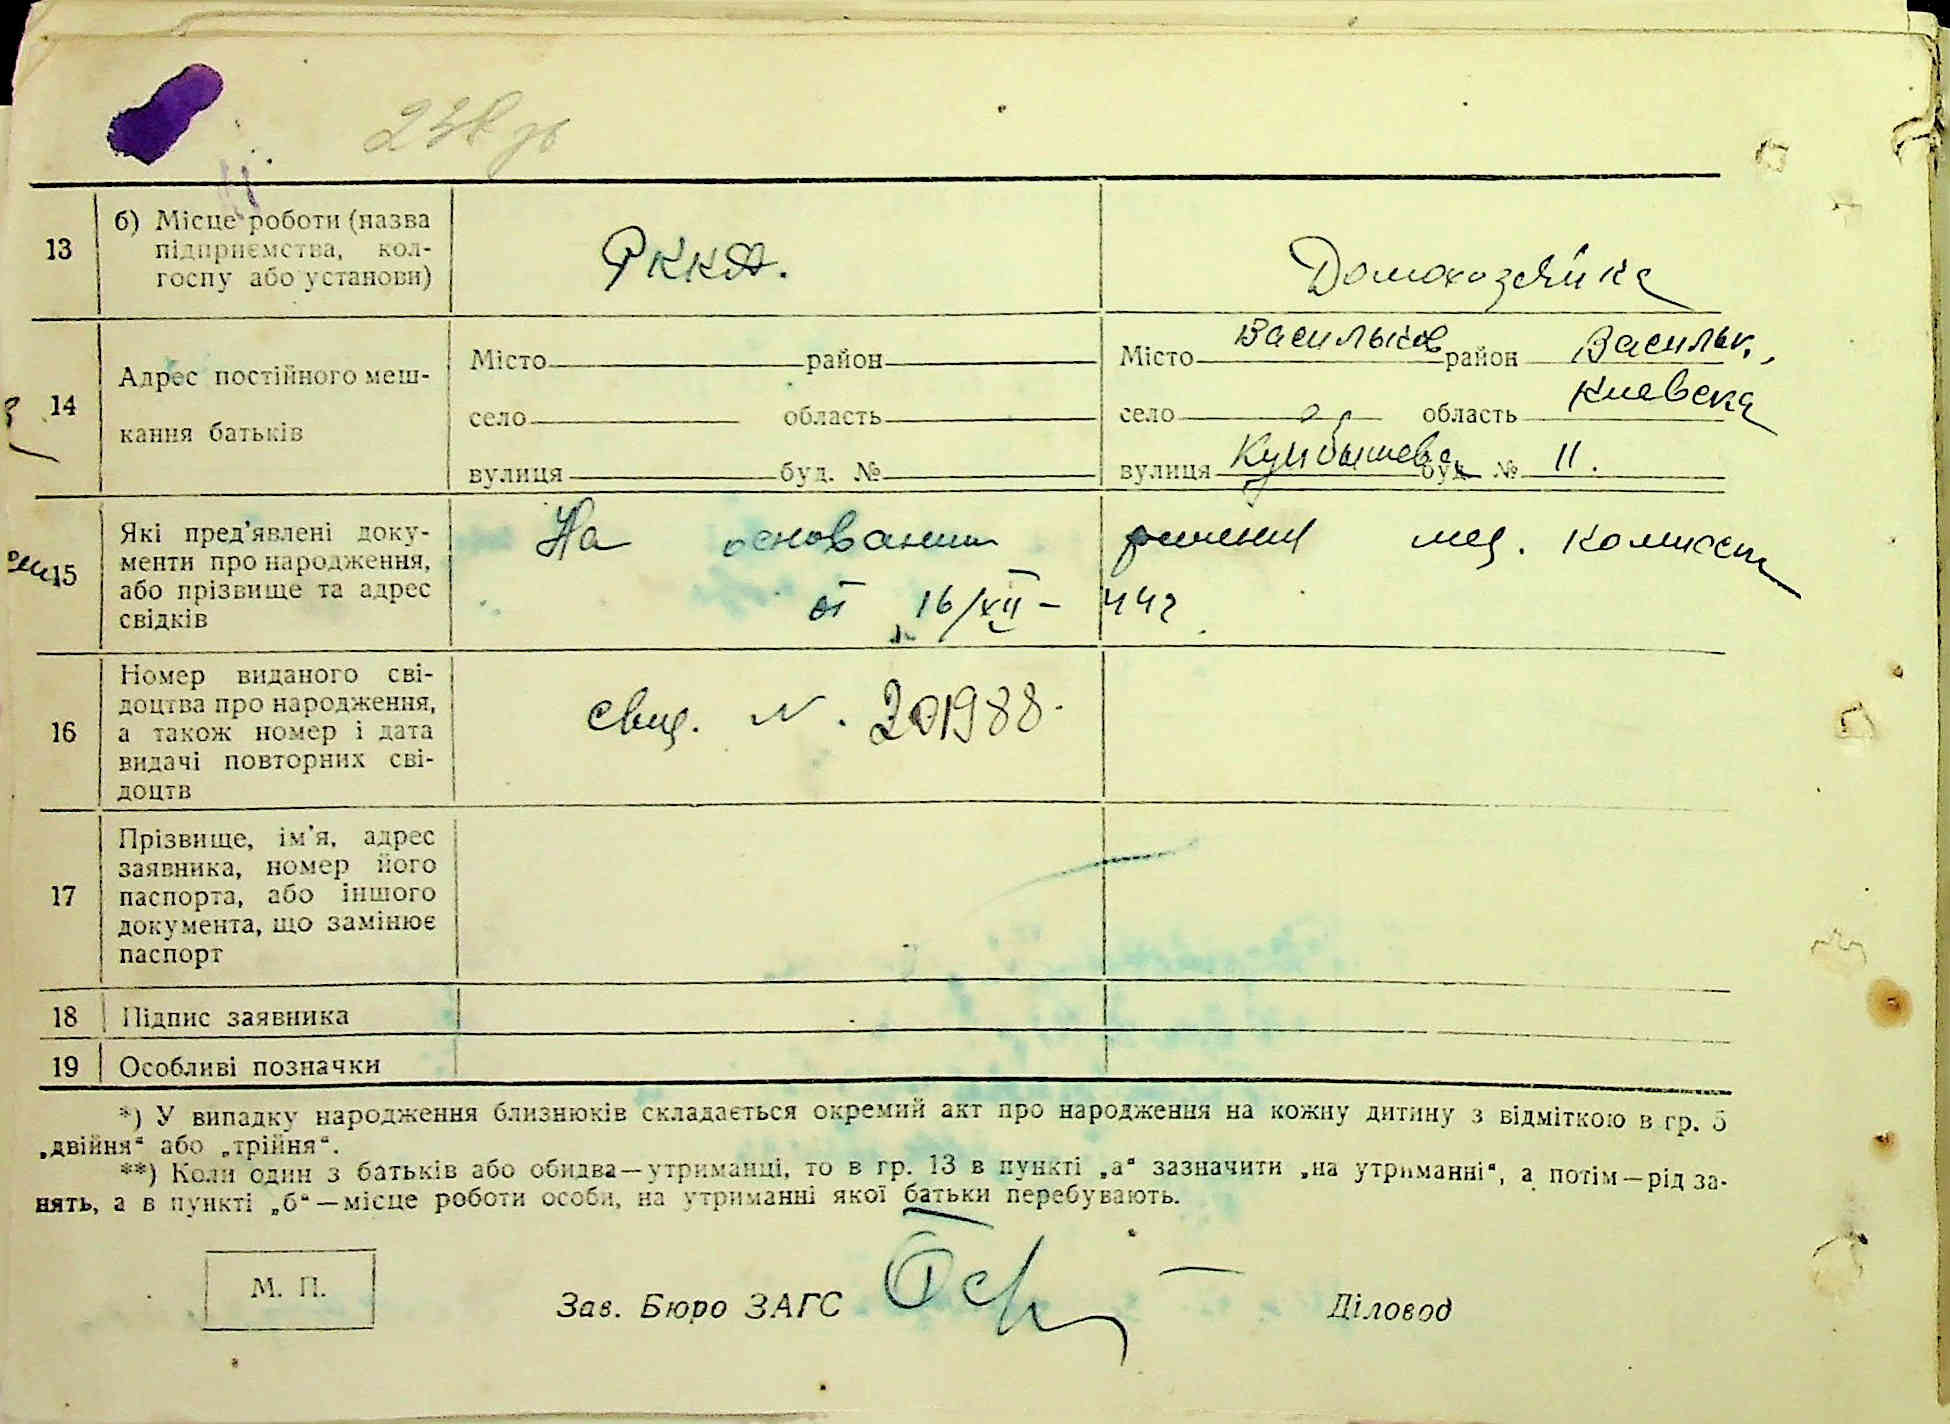 13 б) Місце роботи (назва підприємства, кол-госпу або установи) РККА. Домохозяйка
14 Адрес постійного меш-кання батьків
Місто район Місто Васильков район Васильк.,
село область село область Киевска
вулиця буд. № вулиця Куйбышева буд. № 11.
15 Які пред'явлені доку-менти про народження, або прізвище та адрес свідків
На основании решения мед. комисси
от 16/XII – 44г
16 Номер виданого сві-доцтва про народження, а також номер і дата видачі повторних сві-доцтв
свид. N. 201988.
17 Прізвище, ім'я, адрес заявника, номер його паспорта, або іншого документа, що замінює паспорт
18 Підпис заявника
19 Особливі позначки
*) У випадку народження близнюків складається окремий акт про народження на кожну дитину з відміткою в гр. 5
„двійня“ або „трійня“.
**) Коли один з батьків або обидва—утриманці, то в гр. 13 в пункті „а“ зазначити „на утриманні“, а потім—рід за-
нять, а в пункті „б“—місце роботи особи, на утриманні якої батьки перебувають.
М. П.
Зав. Бюро ЗАГС Діловод